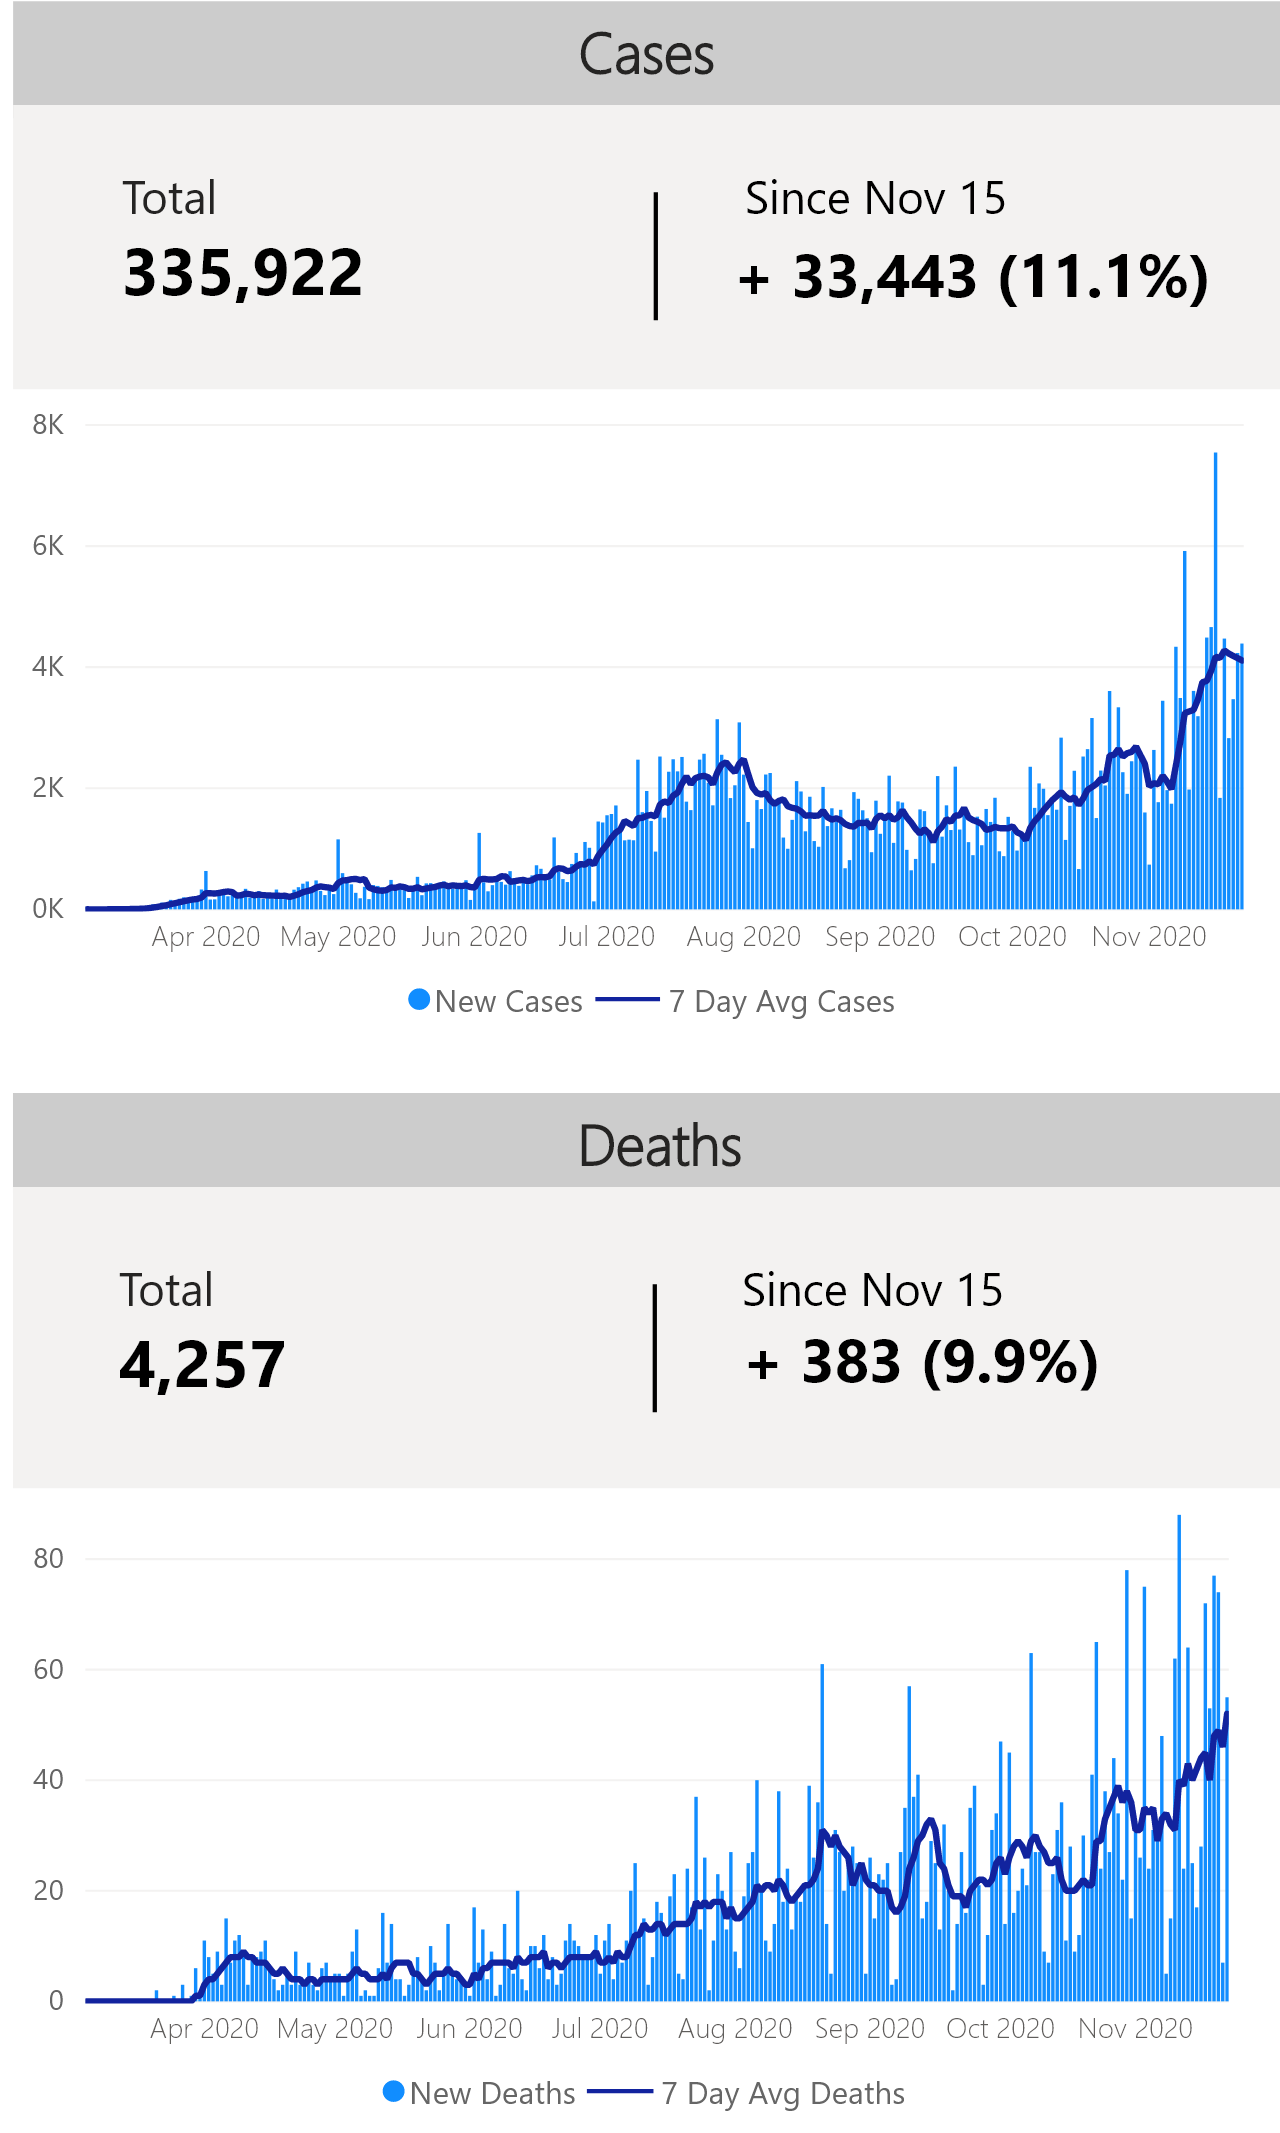 Cases
Total
335,922
Since Nov 15
+ 33,443 (11.1%)
8K
6K
4K
2K
0K
Apr 2020 May 2020 Jun 2020 Jul 2020 Aug 2020 Sep 2020 Oct 2020 Nov 2020
New Cases 7 Day Avg Cases
Deaths
Total
4,257
Since Nov 15
+ 383 (9.9%)
80
60
40
20
0
Apr 2020 May 2020 Jun 2020 Jul 2020 Aug 2020 Sep 2020 Oct 2020 Nov 2020
New Deaths 7 Day Avg Deaths